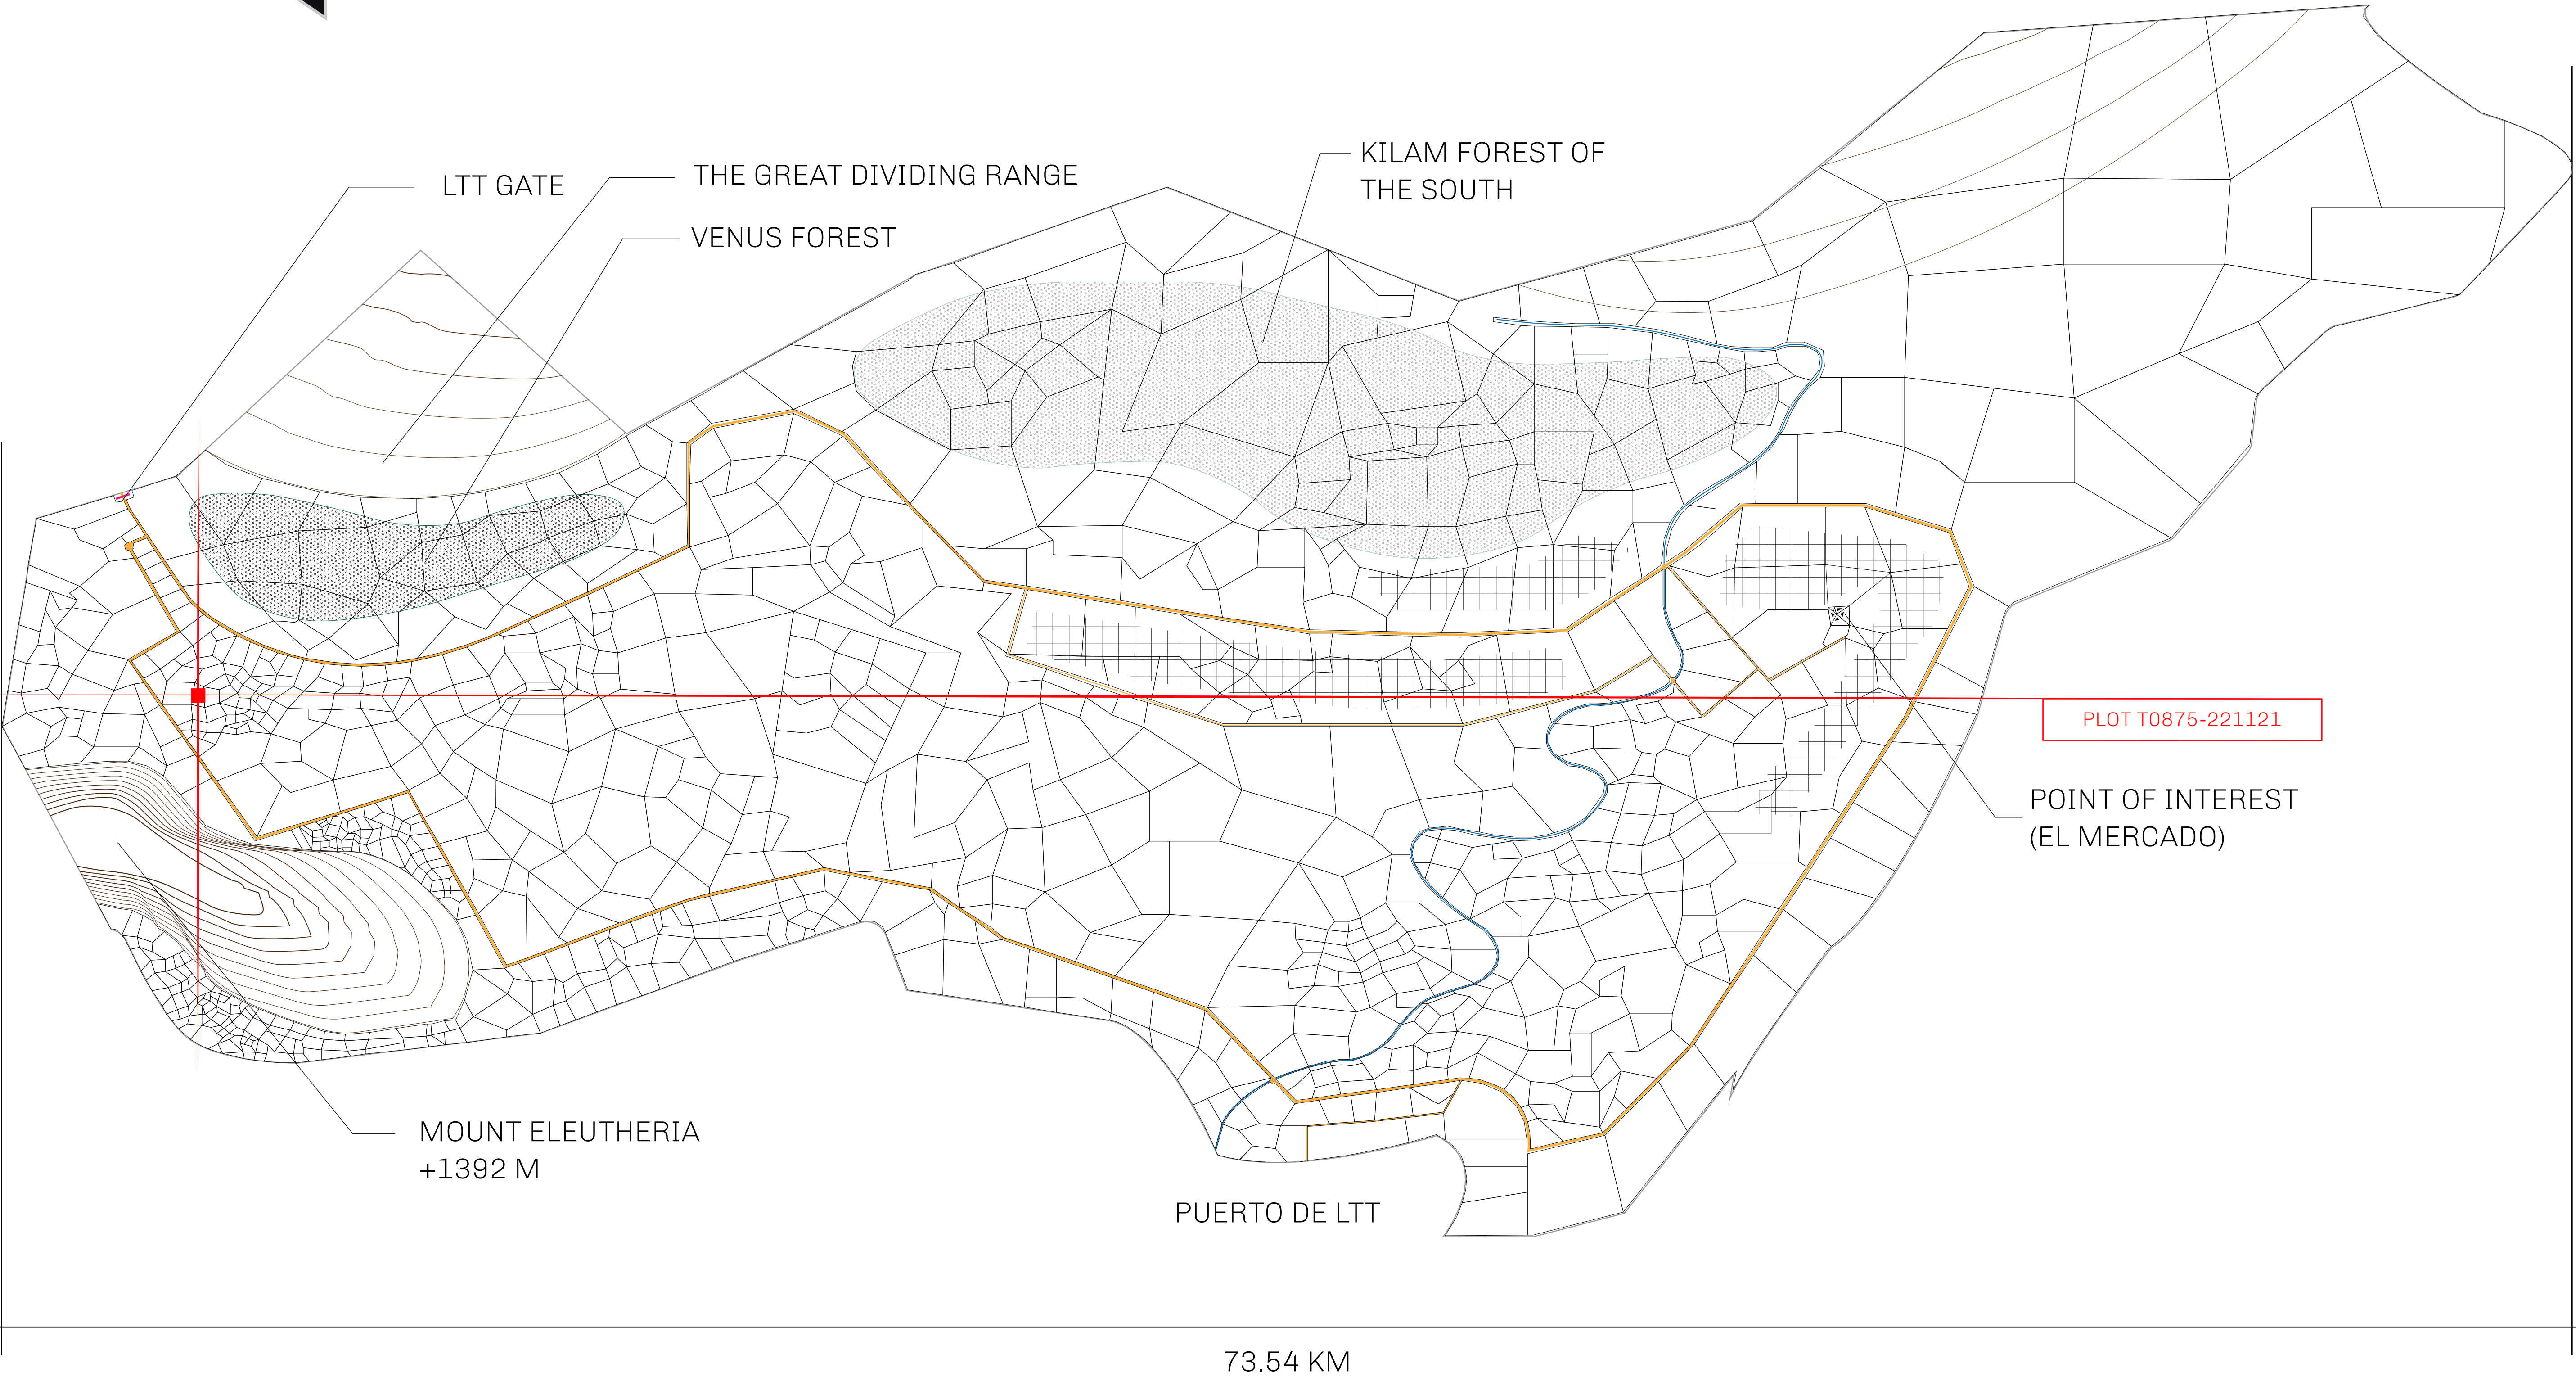 KILAM FOREST OF
THE SOUTH
LTT GATE
THE GREAT DIVIDING RANGE
VENUS FOREST
PLOT T0875-221121
POINT OF INTEREST
(EL MERCADO)
MOUNT ELEUTHERIA
+1392 M
PUERTO DE LTT
73.54 KM